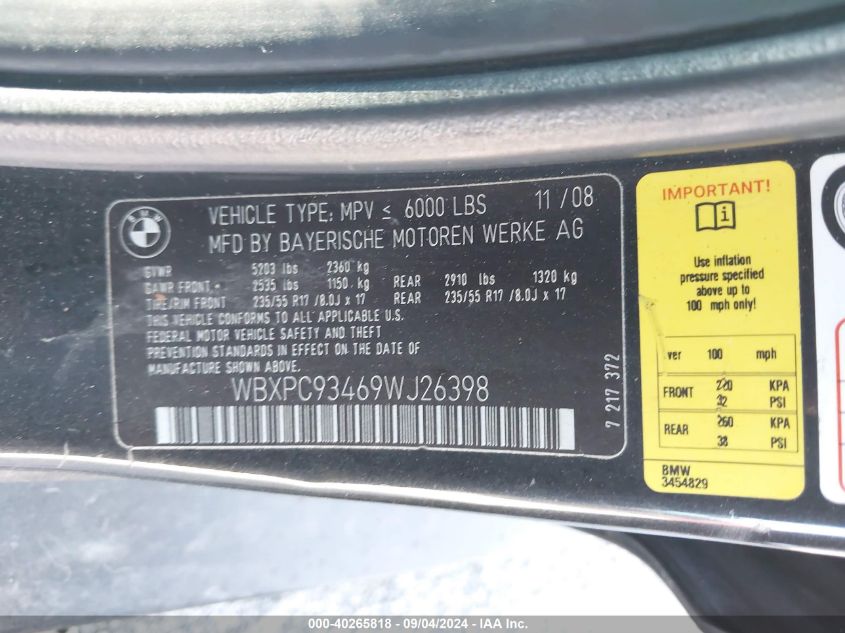 BMW
VEHICLE TYPE: MPV ≤ 6000 LBS 11/08
MFD BY BAYERISCHE MOTOREN WERKE AG
GVWR 5203 lbs 2360 kg
GAWR FRONT 2535 lbs 1150 kg REAR 2910 lbs 1320 kg
TIRE/RIM FRONT 235/55 R17 /8.0J x 17 REAR 235/55 R17 /8.0J x 17
THIS VEHICLE CONFORMS TO ALL APPLICABLE U.S.
FEDERAL MOTOR VEHICLE SAFETY AND THEFT
PREVENTION STANDARDS IN EFFECT ON THE DATE OF
MANUFACTURE SHOWN ABOVE.
WBXPC93469WJ26398
7 217 372
IMPORTANT!
i
Use inflation
pressure specified
above up to
100 mph only!
ver 100 mph
FRONT 220 KPA
32 PSI
REAR 260 KPA
38 PSI
BMW
3454829
000-40265818 - 09/04/2024 - IAAI.com